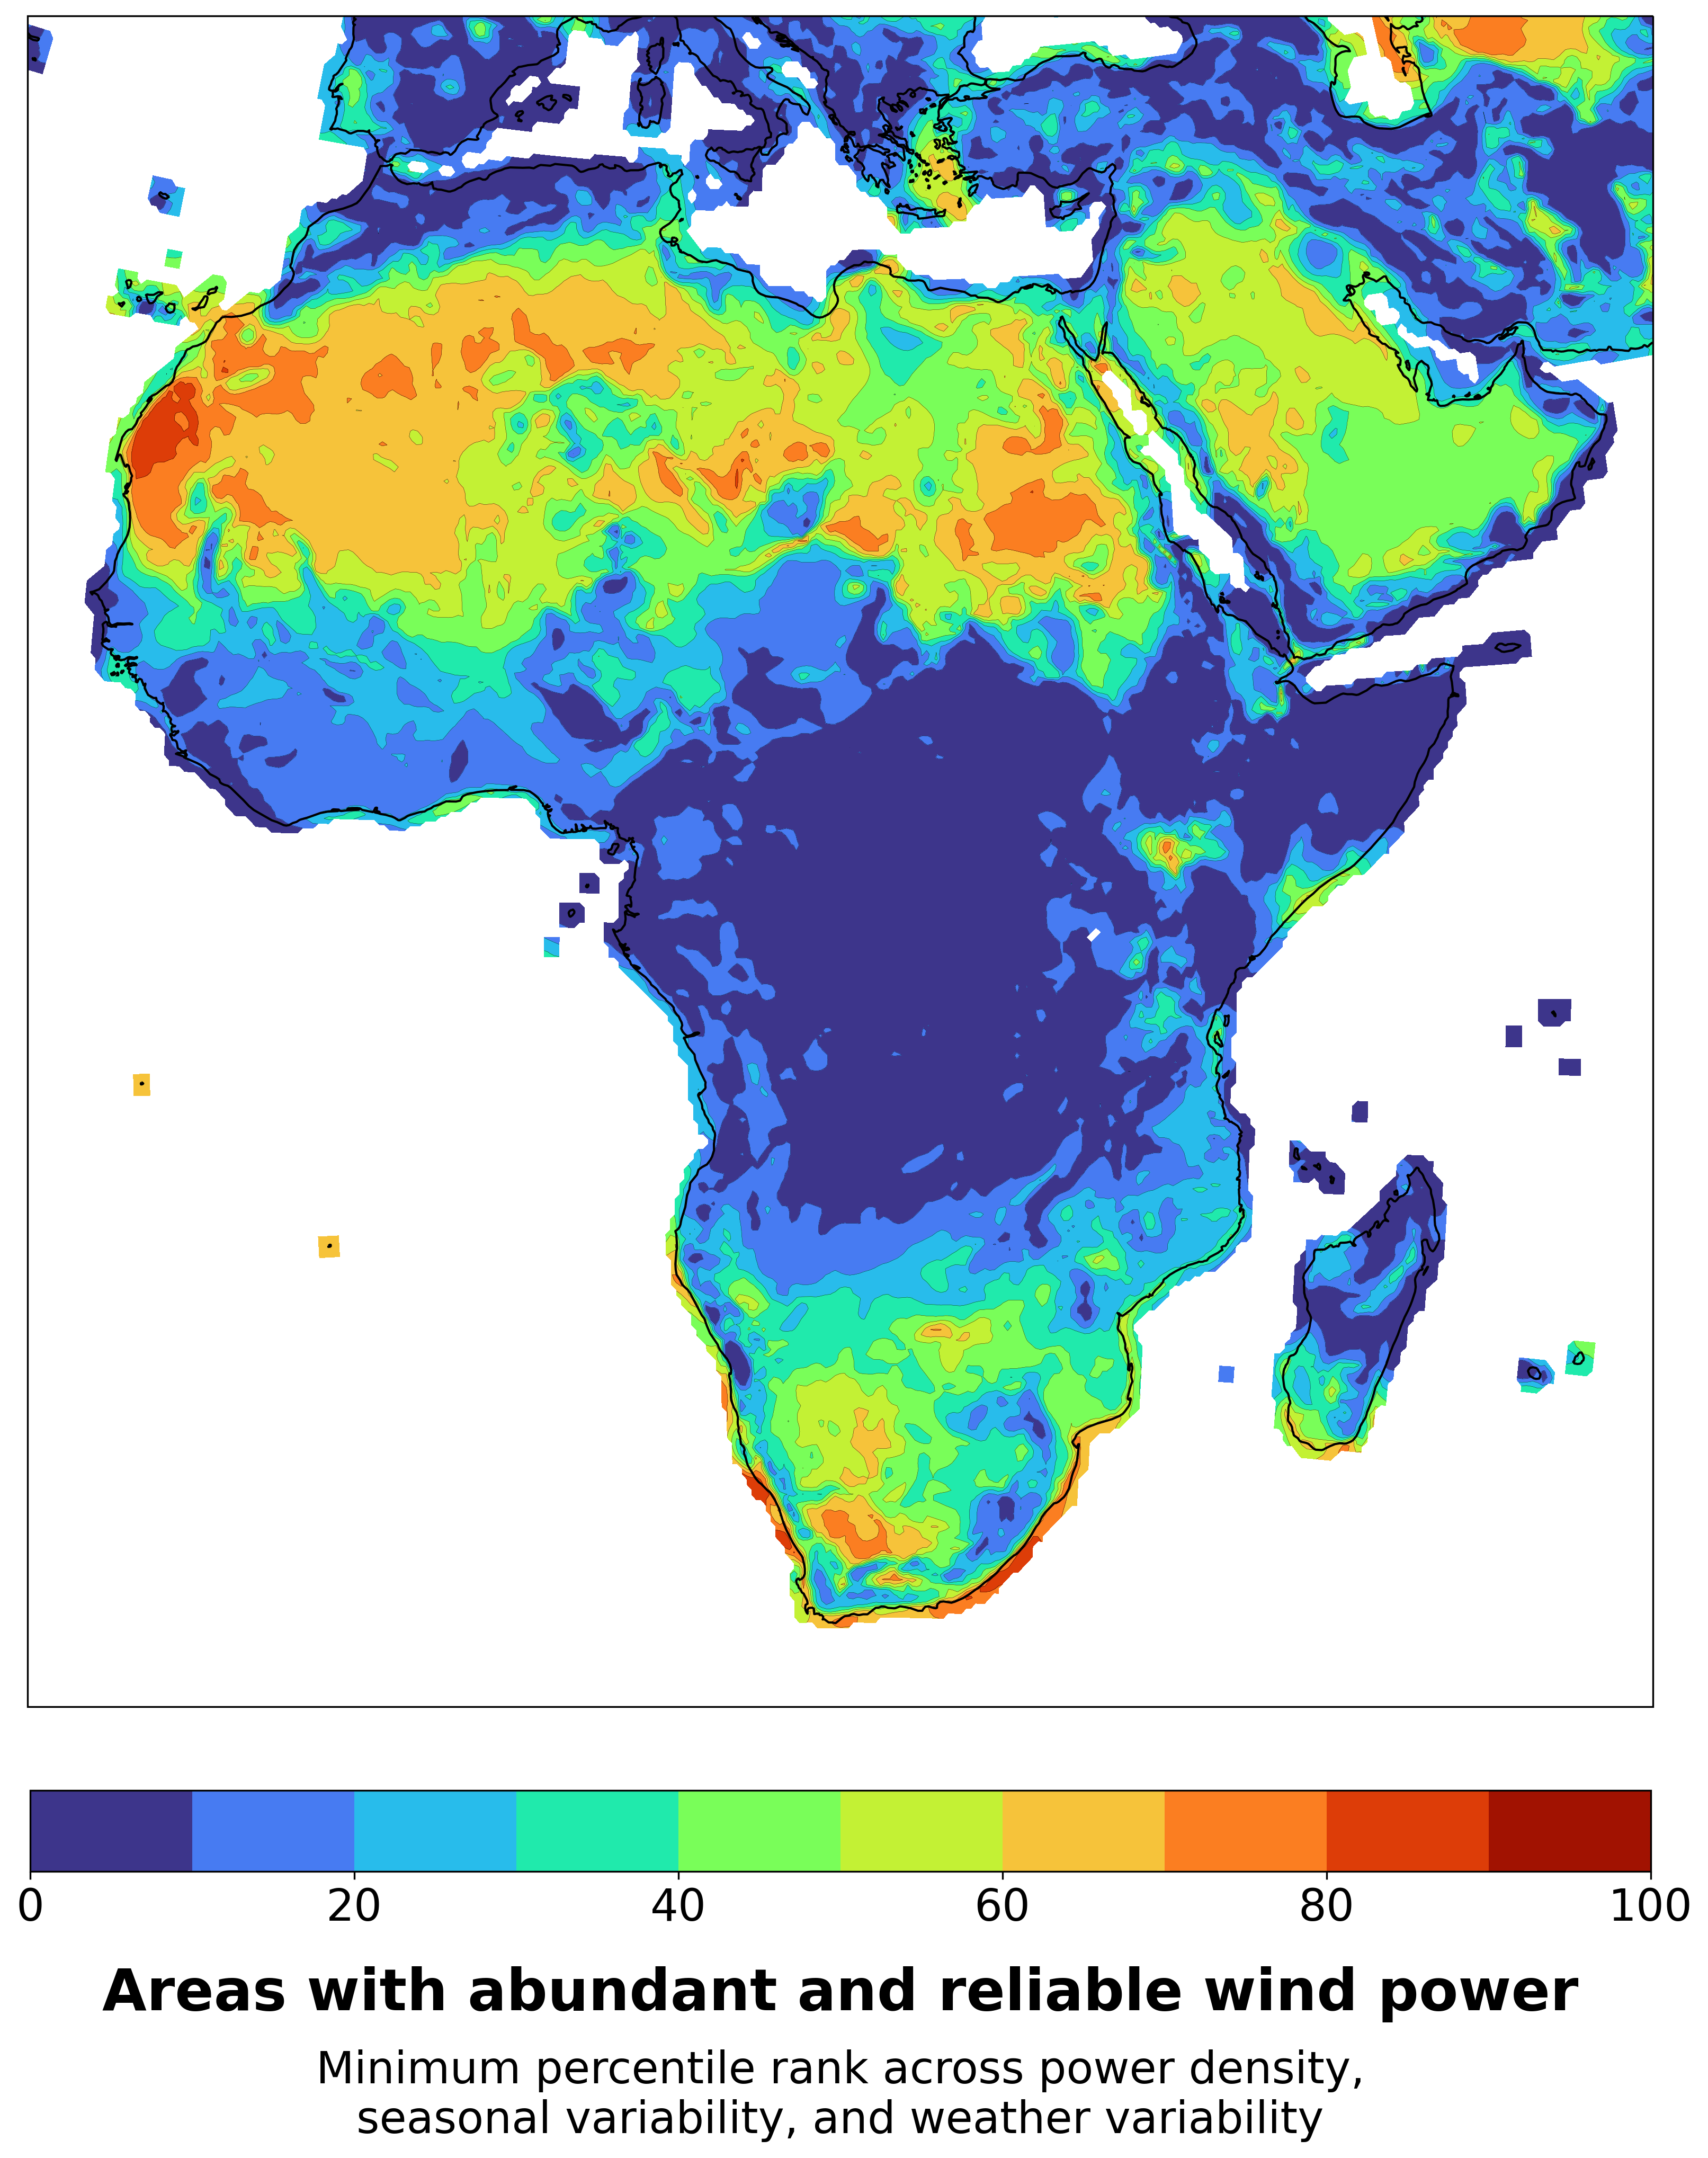 0 20 40 60 80 100
Areas with abundant and reliable wind power
Minimum percentile rank across power density,
seasonal variability, and weather variability